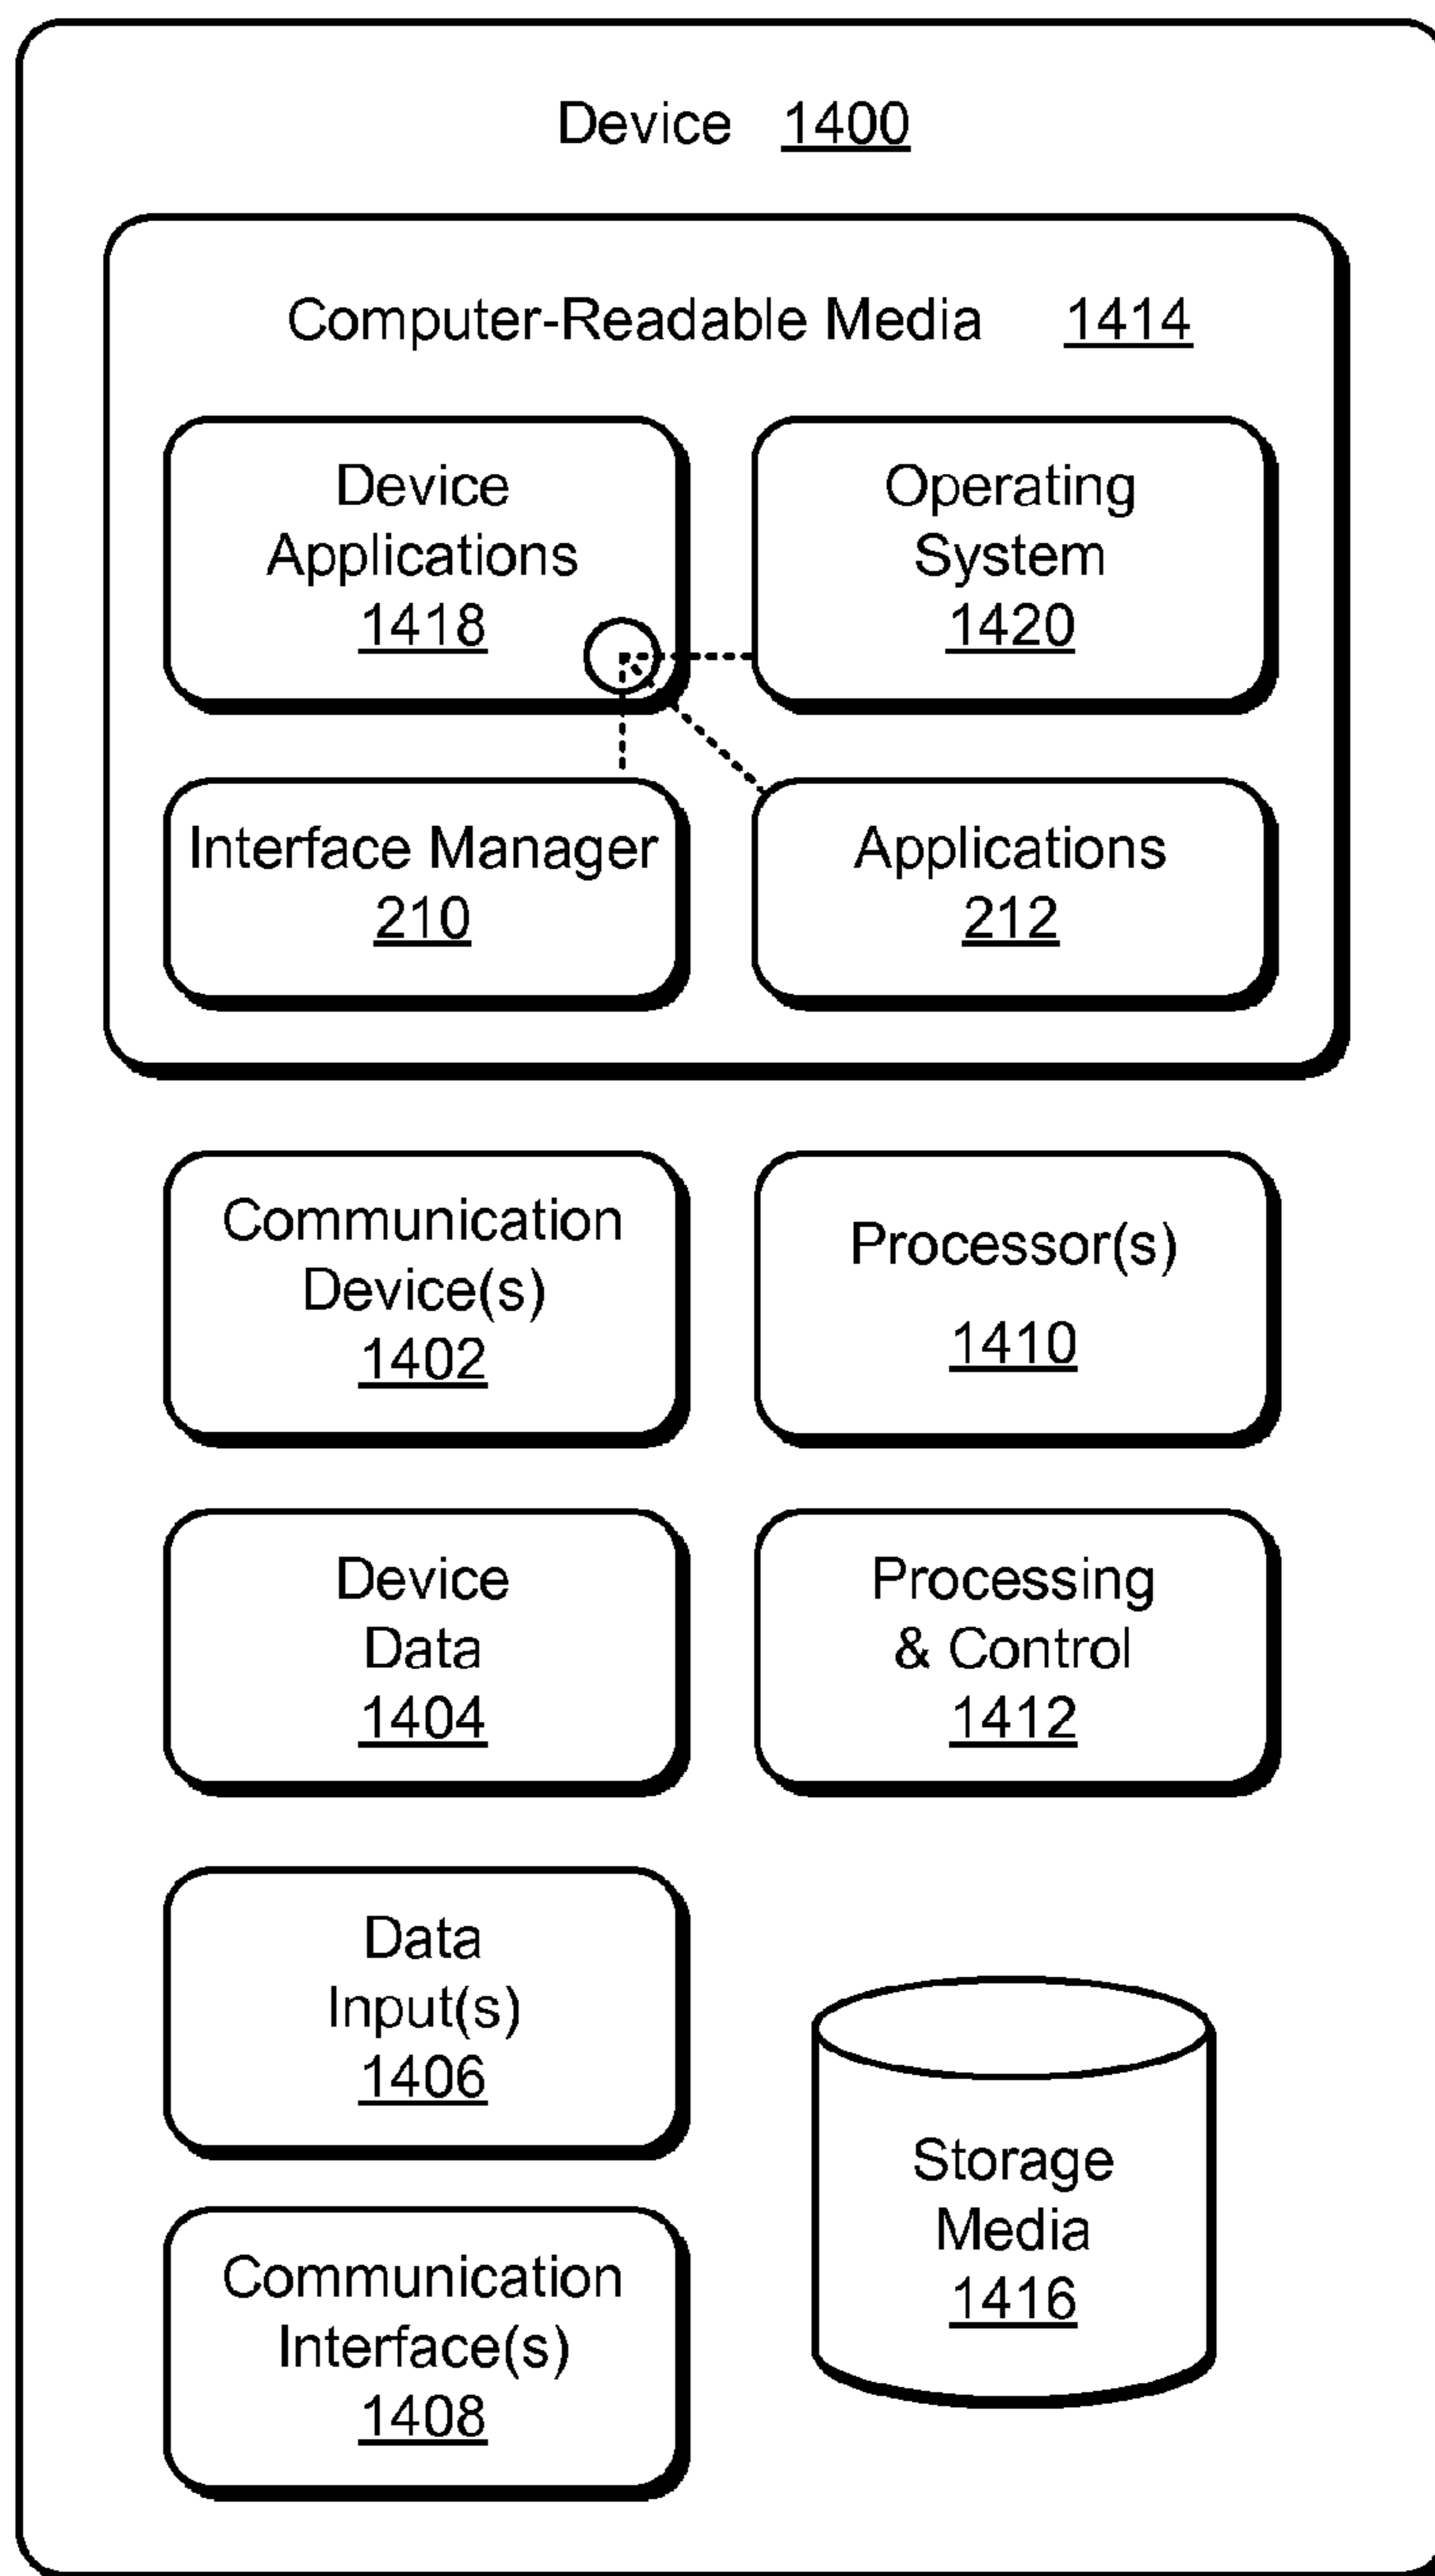 Device 1400
Computer-Readable Media 1414
Device
Applications
1418
Operating
System
1420
Interface Manager
210
Applications
212
Communication
Device(s)
1402
Processor(s)
1410
Device
Data
1404
Processing
& Control
1412
Data
Input(s)
1406
Storage
Media
1416
Communication
Interface(s)
1408